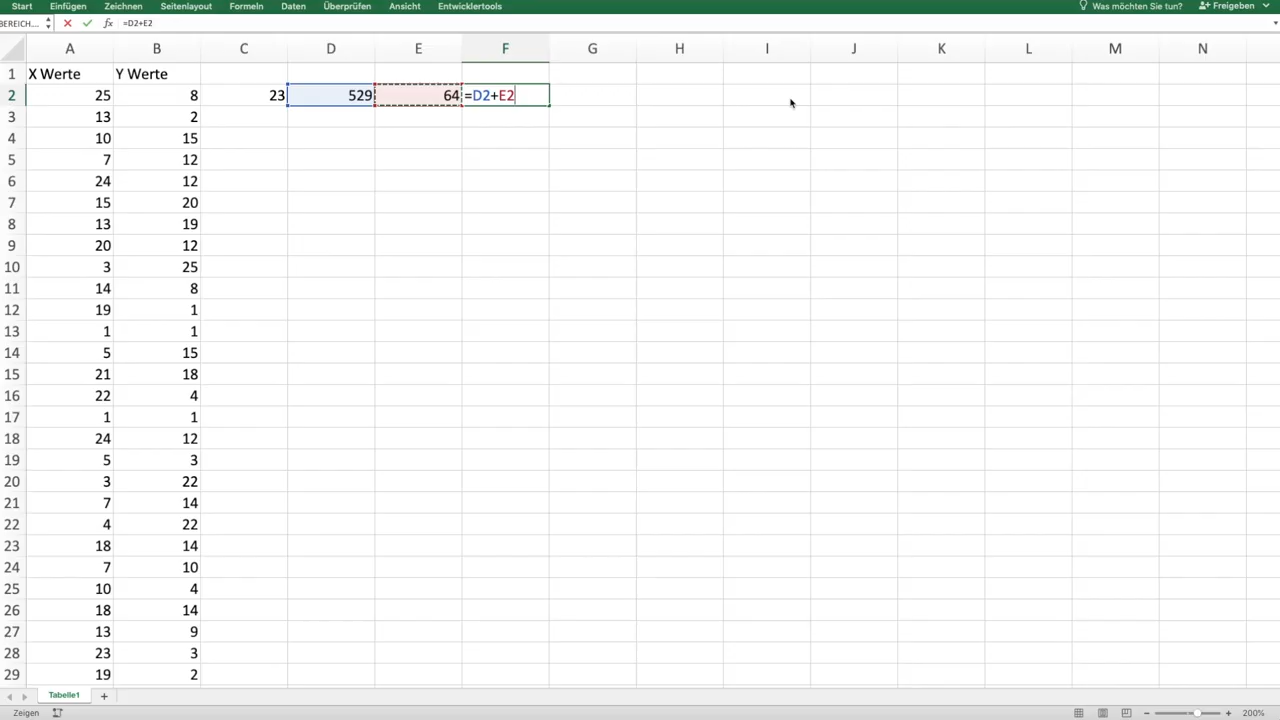 Start Einfügen Zeichnen Seitenlayout Formeln Daten Überprüfen Ansicht Entwicklertools Was möchten Sie tun? Freigeben
BEREICH.... fx =D2+E2
A B C D E F G H I J K L M N
1 X Werte Y Werte
2 25 8 23 529 64 =D2+E2
3 13 2
4 10 15
5 7 12
6 24 12
7 15 20
8 13 19
9 20 12
10 3 25
11 14 8
12 19 1
13 1 1
14 5 15
15 21 18
16 22 4
17 1 1
18 24 12
19 5 3
20 3 22
21 7 14
22 4 22
23 18 14
24 7 10
25 10 4
26 18 14
27 13 9
28 23 3
29 19 2
Tabelle1 +
Zeigen 200%